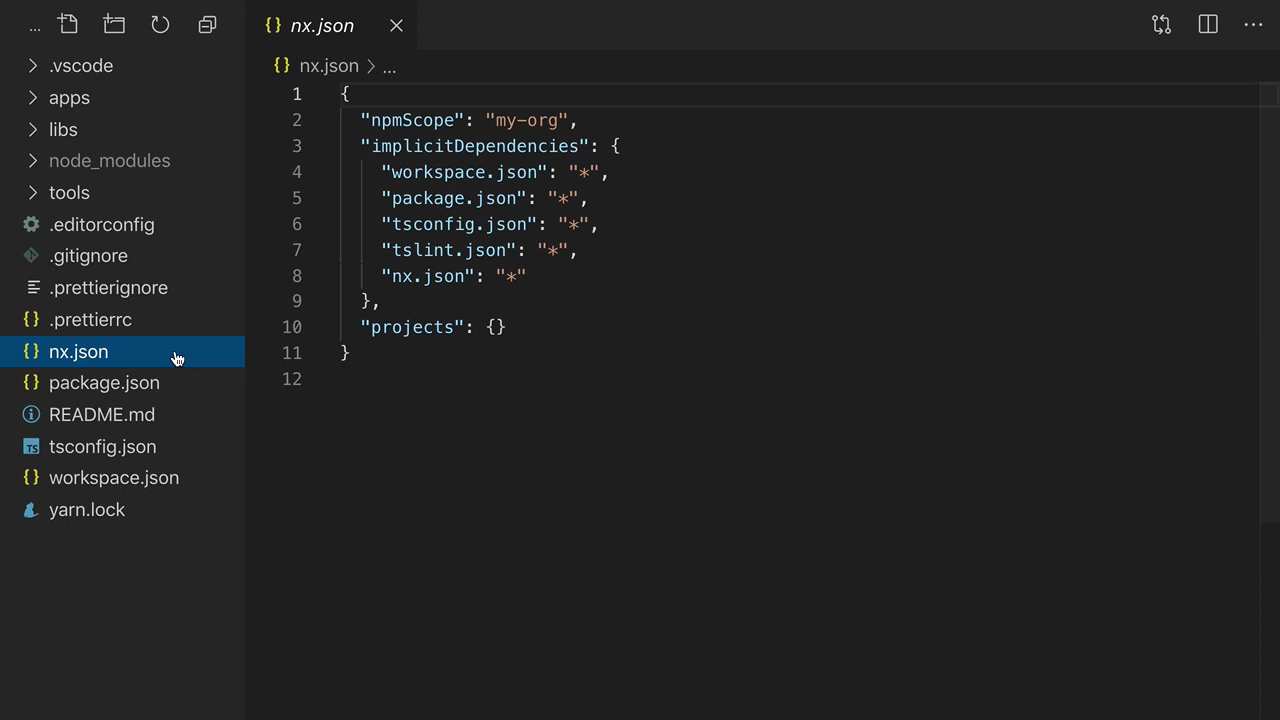 ...
.vscode
apps
libs
node_modules
tools
.editorconfig
.gitignore
.prettierignore
.prettierrc
nx.json
package.json
README.md
TS tsconfig.json
workspace.json
yarn.lock
{} nx.json
{} nx.json > ...
1 {
2   "npmScope": "my-org",
3   "implicitDependencies": {
4     "workspace.json": "*",
5     "package.json": "*",
6     "tsconfig.json": "*",
7     "tslint.json": "*",
8     "nx.json": "*"
9   },
10   "projects": {}
11 }
12